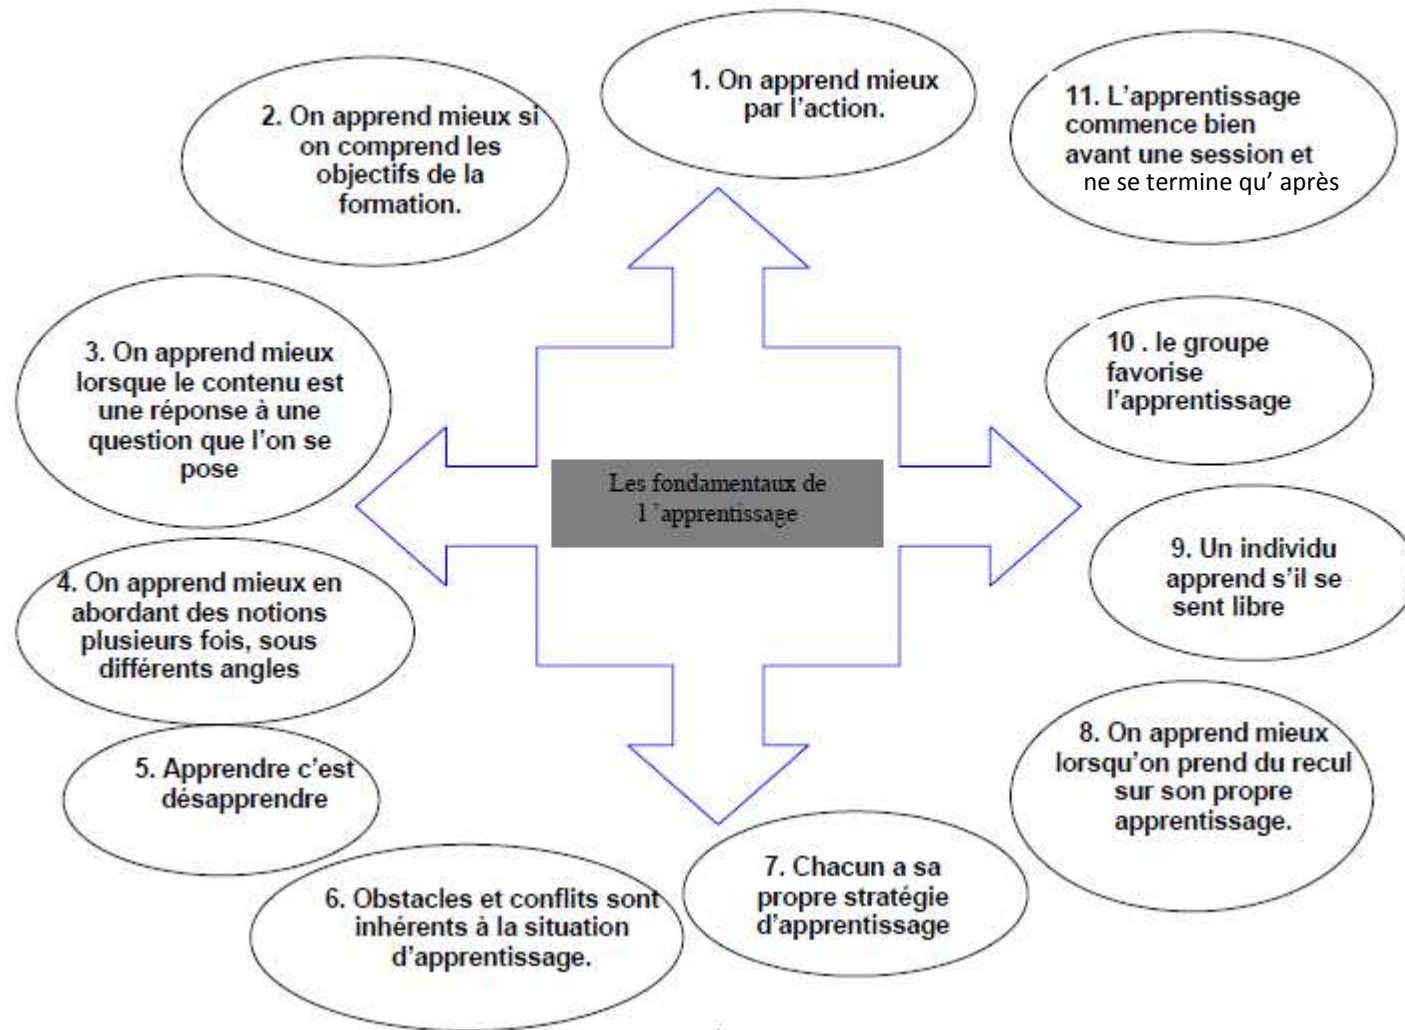 1. On apprend mieux
par l'action.
2. On apprend mieux si
on comprend les
objectifs de la
formation.
3. On apprend mieux
lorsque le contenu est
une réponse à une
question que l'on se
pose
4. On apprend mieux en
abordant des notions
plusieurs fois, sous
différents angles
5. Apprendre c'est
désapprendre
6. Obstacles et conflits sont
inhérents à la situation
d'apprentissage.
7. Chacun a sa
propre stratégie
d'apprentissage
8. On apprend mieux
lorsqu'on prend du recul
sur son propre
apprentissage.
9. Un individu
apprend s'il se
sent libre
10 . le groupe
favorise
l'apprentissage
11. L'apprentissage
commence bien
avant une session et
ne se termine qu' après
Les fondamentaux de
l 'apprentissage